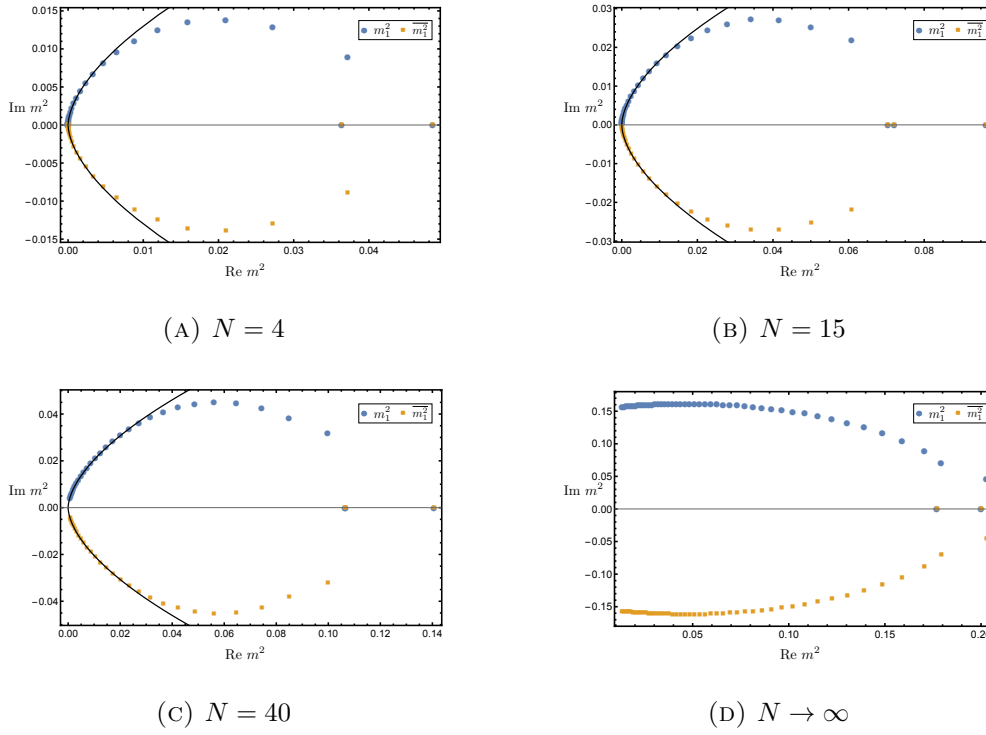 0.015
0.010
0.005
Im m²
0.000
−0.005
−0.010
−0.015
0.00 0.01 0.02 0.03 0.04
Re m²
m₁² m̅₁²̅
(A) N = 4
0.03
0.02
0.01
Im m²
0.00
−0.01
−0.02
−0.03
0.00 0.02 0.04 0.06 0.08
Re m²
m₁² m̅₁²̅
(B) N = 15
0.04
0.02
Im m²
0.00
−0.02
−0.04
0.00 0.02 0.04 0.06 0.08 0.10 0.12 0.14
Re m²
m₁² m̅₁²̅
(C) N = 40
0.15
0.10
0.05
Im m²
0.00
−0.05
−0.10
−0.15
0.05 0.10 0.15 0.20
Re m²
m₁² m̅₁²̅
(D) N → ∞